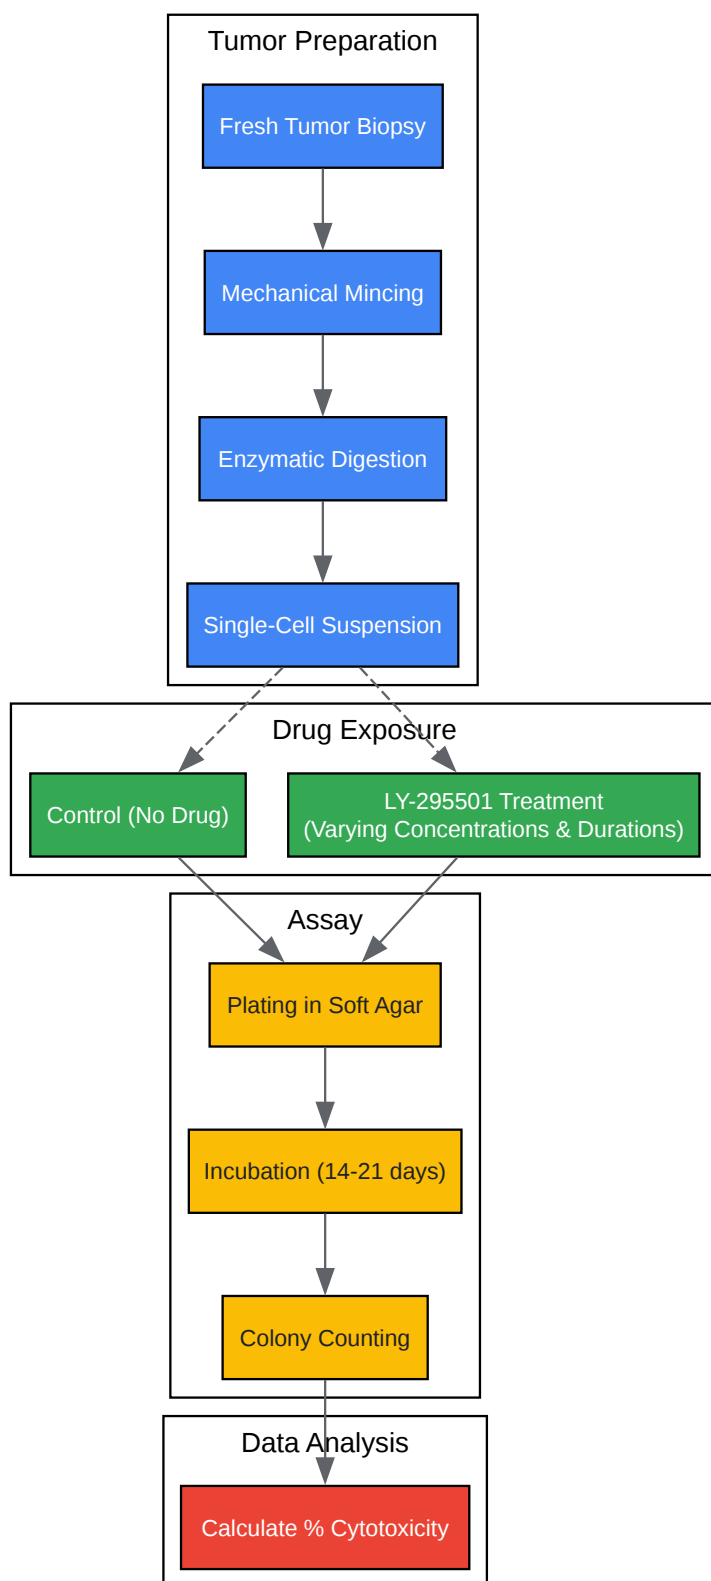 Tumor Preparation
Fresh Tumor Biopsy
Mechanical Mincing
Enzymatic Digestion
Single-Cell Suspension
Drug Exposure
Control (No Drug)
LY-295501 Treatment
(Varying Concentrations & Durations)
Assay
Plating in Soft Agar
Incubation (14-21 days)
Colony Counting
Data Analysis
Calculate % Cytotoxicity